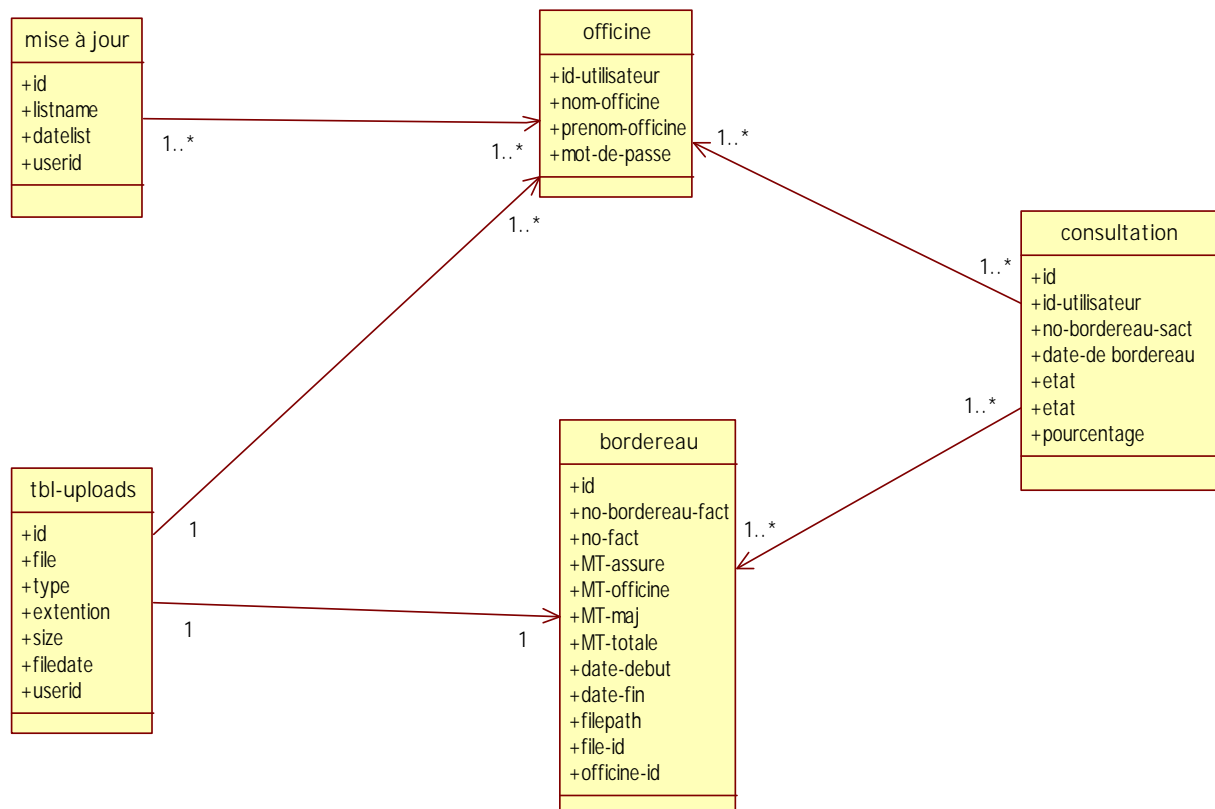 mise à jour
+id
+listname
+datelist
+userid
1..*
1..*
officine
+id-utilisateur
+nom-officine
+prenom-officine
+mot-de-passe
1..*
1..*
1..*
consultation
+id
+id-utilisateur
+no-bordereau-sact
+date-de bordereau
+etat
+etat
+pourcentage
1..*
1..*
tbl-uploads
+id
+file
+type
+extention
+size
+filedate
+userid
1
1
1
bordereau
+id
+no-bordereau-fact
+no-fact
+MT-assure
+MT-officine
+MT-maj
+MT-totale
+date-debut
+date-fin
+filepath
+file-id
+officine-id